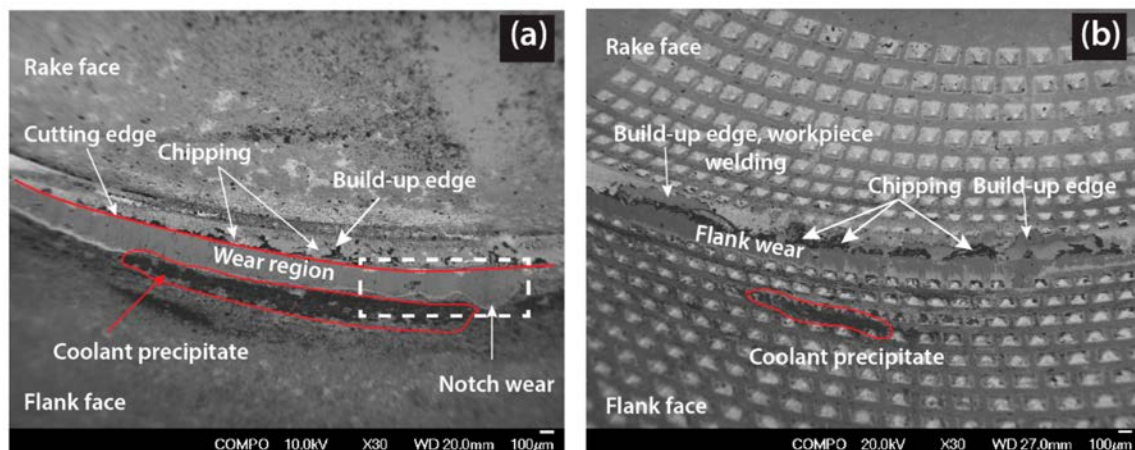 (a)
Rake face
Cutting edge
Chipping
Build-up edge
Wear region
Coolant precipitate
Notch wear
Flank face
COMPO 10.0kV X30 WD 20.0mm 100μm
(b)
Rake face
Build-up edge, workpiece
welding
Chipping
Build-up edge
Flank wear
Coolant precipitate
Flank face
COMPO 20.0kV X30 WD 27.0mm 100μm